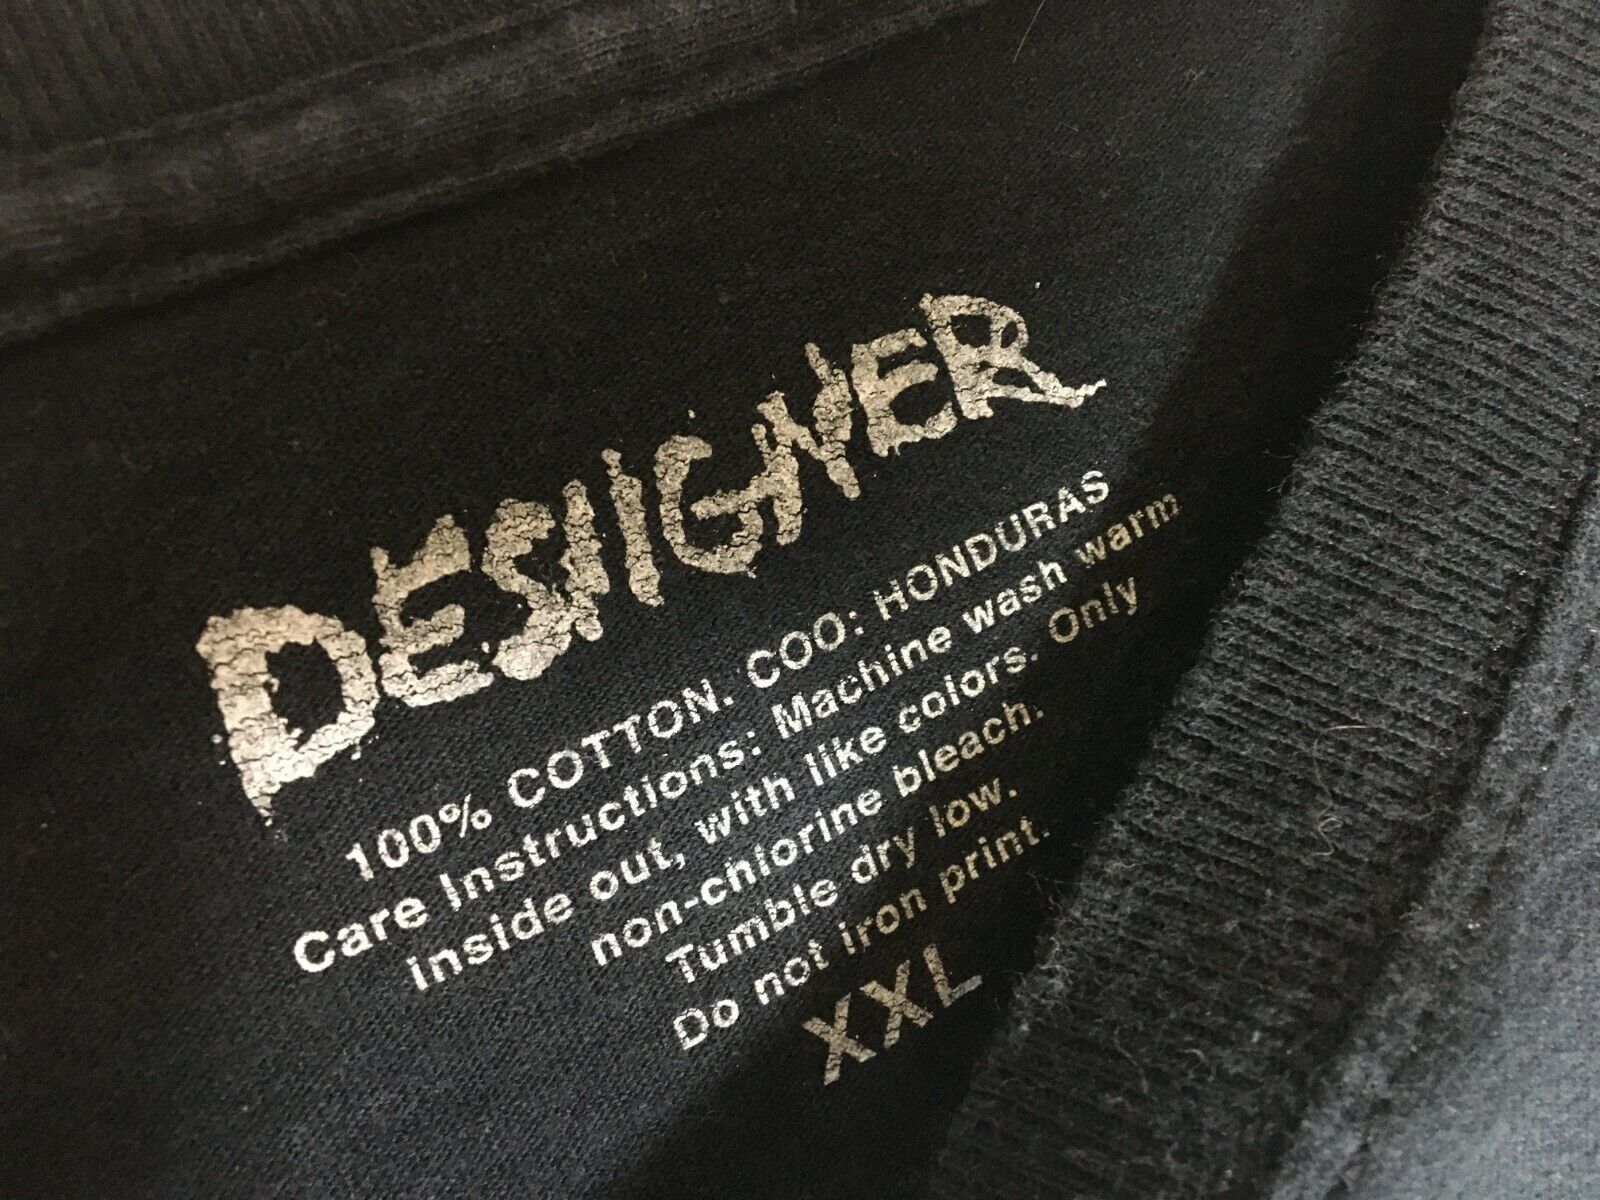 DESIIGNER
100% COTTON. COO: HONDURAS
Care Instructions: Machine wash warm
inside out, with like colors. Only
non-chlorine bleach.
Tumble dry low.
Do not iron print.
XXL